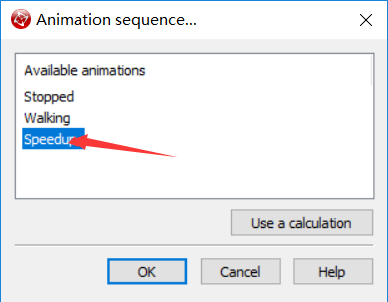 Animation sequence...
Available animations
Stopped
Walking
Speedup
Use a calculation
OK
Cancel
Help